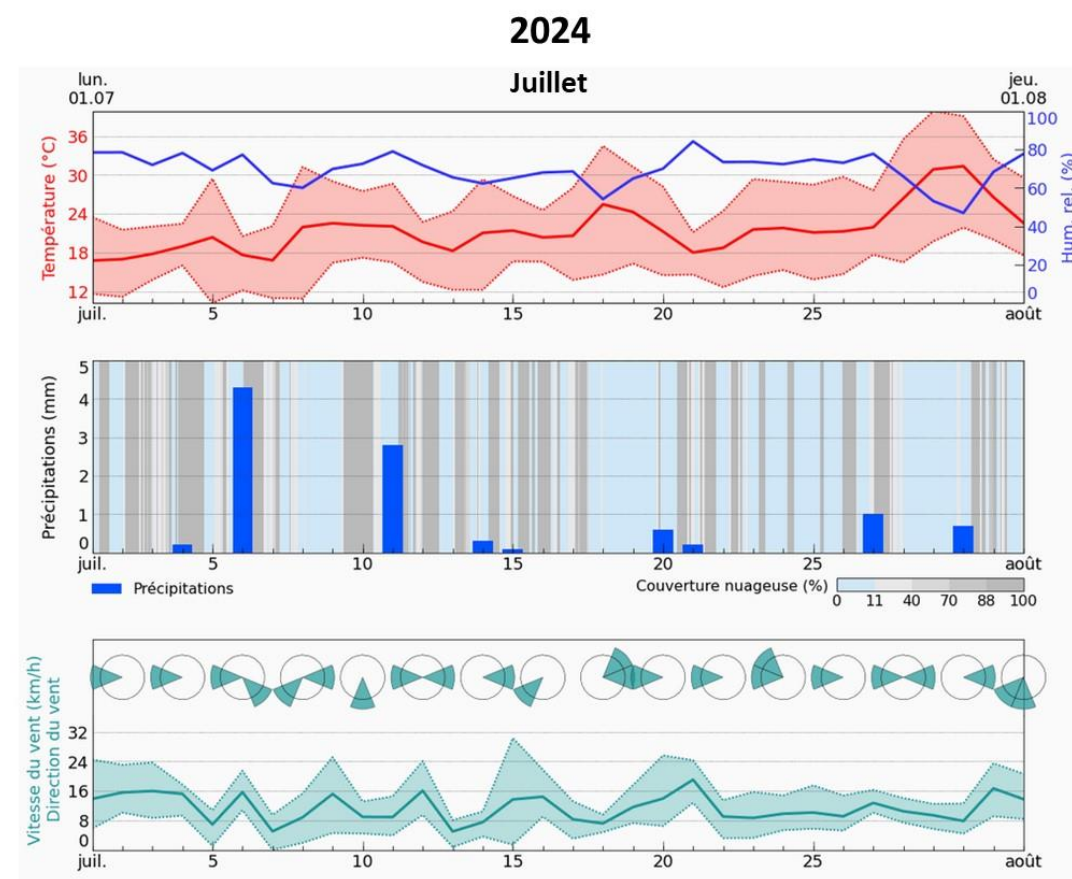 2024
Juillet
lun.
01.07
jeu.
01.08
Température (°C)
36
30
24
18
12
100
80
60
40
20
0
Hum. rel. (%)
juil.
5
10
15
20
25
août
Précipitations (mm)
5
4
3
2
1
0
juil.
5
10
15
20
25
août
Précipitations
Couverture nuageuse (%)
0 11 40 70 88 100
Vitesse du vent (km/h)
Direction du vent
32
24
16
8
0
juil.
5
10
15
20
25
août